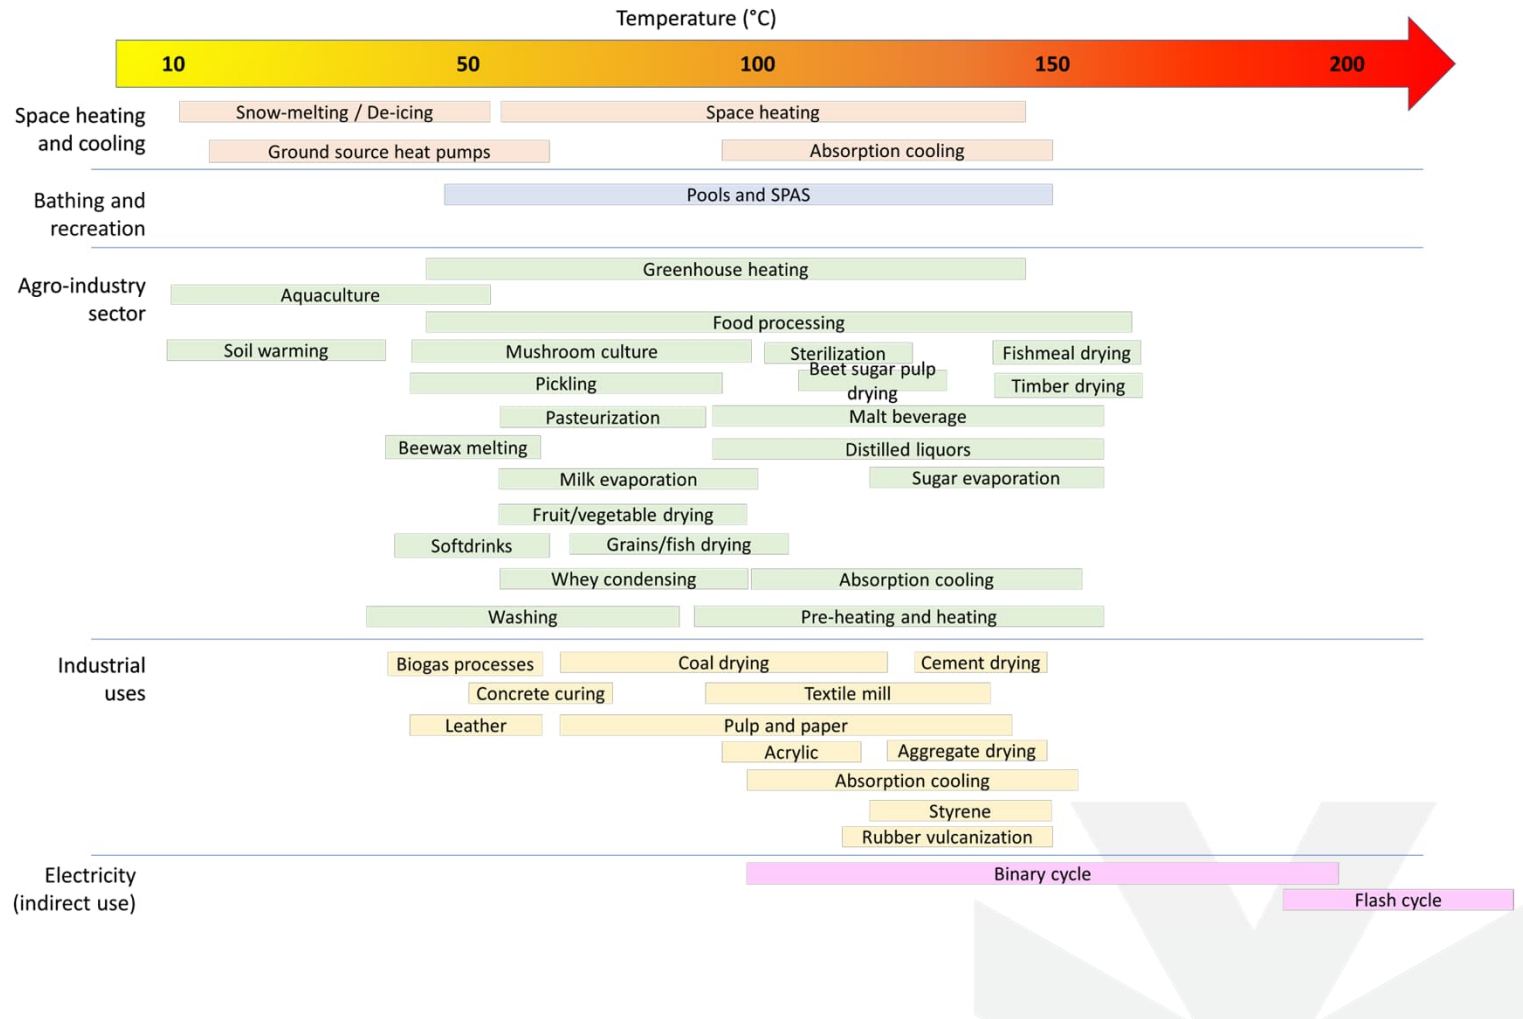 Temperature (°C)
10 50 100 150 200
Space heating
and cooling
Snow-melting / De-icing
Space heating
Ground source heat pumps
Absorption cooling
Bathing and
recreation
Pools and SPAS
Agro-industry
sector
Greenhouse heating
Aquaculture
Food processing
Soil warming
Mushroom culture
Sterilization
Fishmeal drying
Pickling
Beet sugar pulp
drying
Timber drying
Pasteurization
Malt beverage
Beewax melting
Distilled liquors
Milk evaporation
Sugar evaporation
Fruit/vegetable drying
Softdrinks
Grains/fish drying
Whey condensing
Absorption cooling
Washing
Pre-heating and heating
Industrial
uses
Biogas processes
Coal drying
Cement drying
Concrete curing
Textile mill
Leather
Pulp and paper
Acrylic
Aggregate drying
Absorption cooling
Styrene
Rubber vulcanization
Electricity
(indirect use)
Binary cycle
Flash cycle